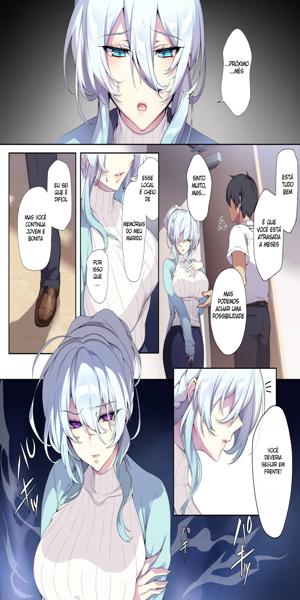 ...PRÓXIMO
...MÊS
ESTÁ
TUDO
BEM
É QUE
VOCÊ ESTÁ
ATRASADA
A MESES
SINTO
MUITO,
MAS...
MAS
PODEMOS
ACHAR UMA
POSSIBILIDADE
ESSE
LOCAL
É CHEIO
DE
MEMÓRIAS
DO MEU
MARIDO
POR
ISSO
QUE
...
EU SEI
QUE É
DIFÍCIL
MAS VOCÊ
CONTINUA
JOVEM E
BONITA
VOCÊ
DEVERIA
SEGUIR EM
FRENTE!